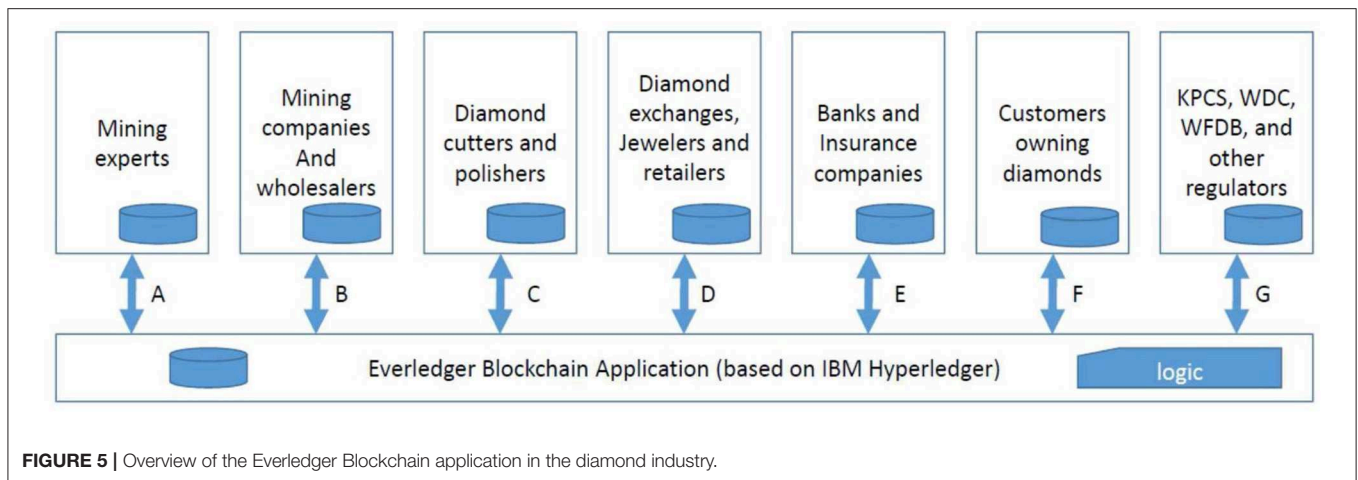 Mining
experts
Mining
companies
And
wholesalers
Diamond
cutters and
polishers
Diamond
exchanges,
Jewelers and
retailers
Banks and
Insurance
companies
Customers
owning
diamonds
KPCS, WDC,
WFDB, and
other
regulators
A
B
C
D
E
F
G
Everledger Blockchain Application (based on IBM Hyperledger)
logic
FIGURE 5 | Overview of the Everledger Blockchain application in the diamond industry.